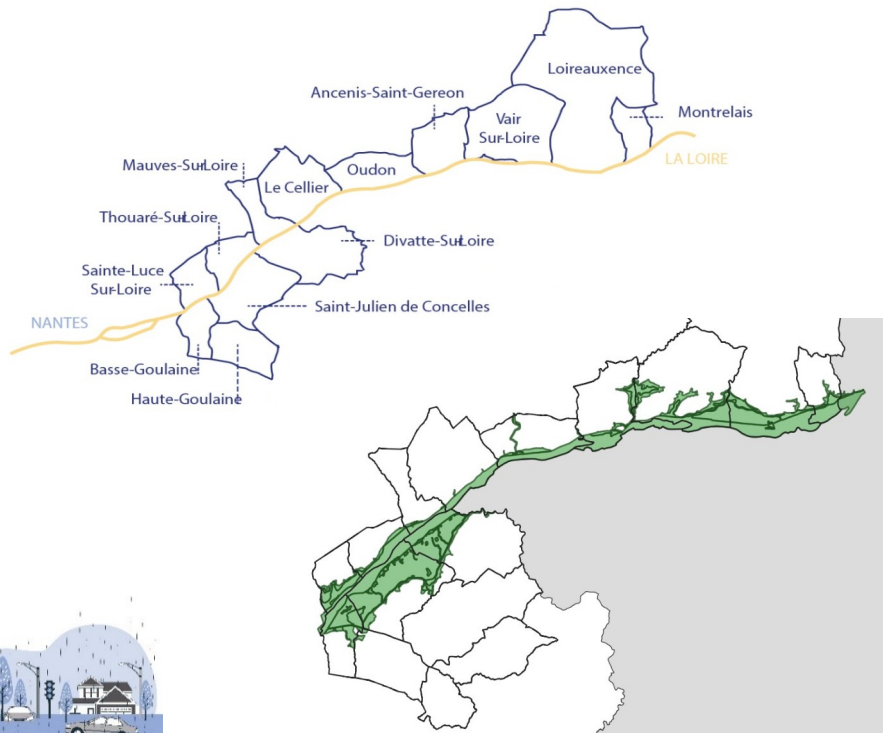 Loireauxence
Ancenis-Saint-Gereon
Montrelais
Vair
Sur-Loire
LA LOIRE
Mauves-Sur-Loire
Oudon
Le Cellier
Thouaré-Sur-Loire
Divatte-Sur-Loire
Sainte-Luce
Sur-Loire
Saint-Julien de Concelles
NANTES
Basse-Goulaine
Haute-Goulaine